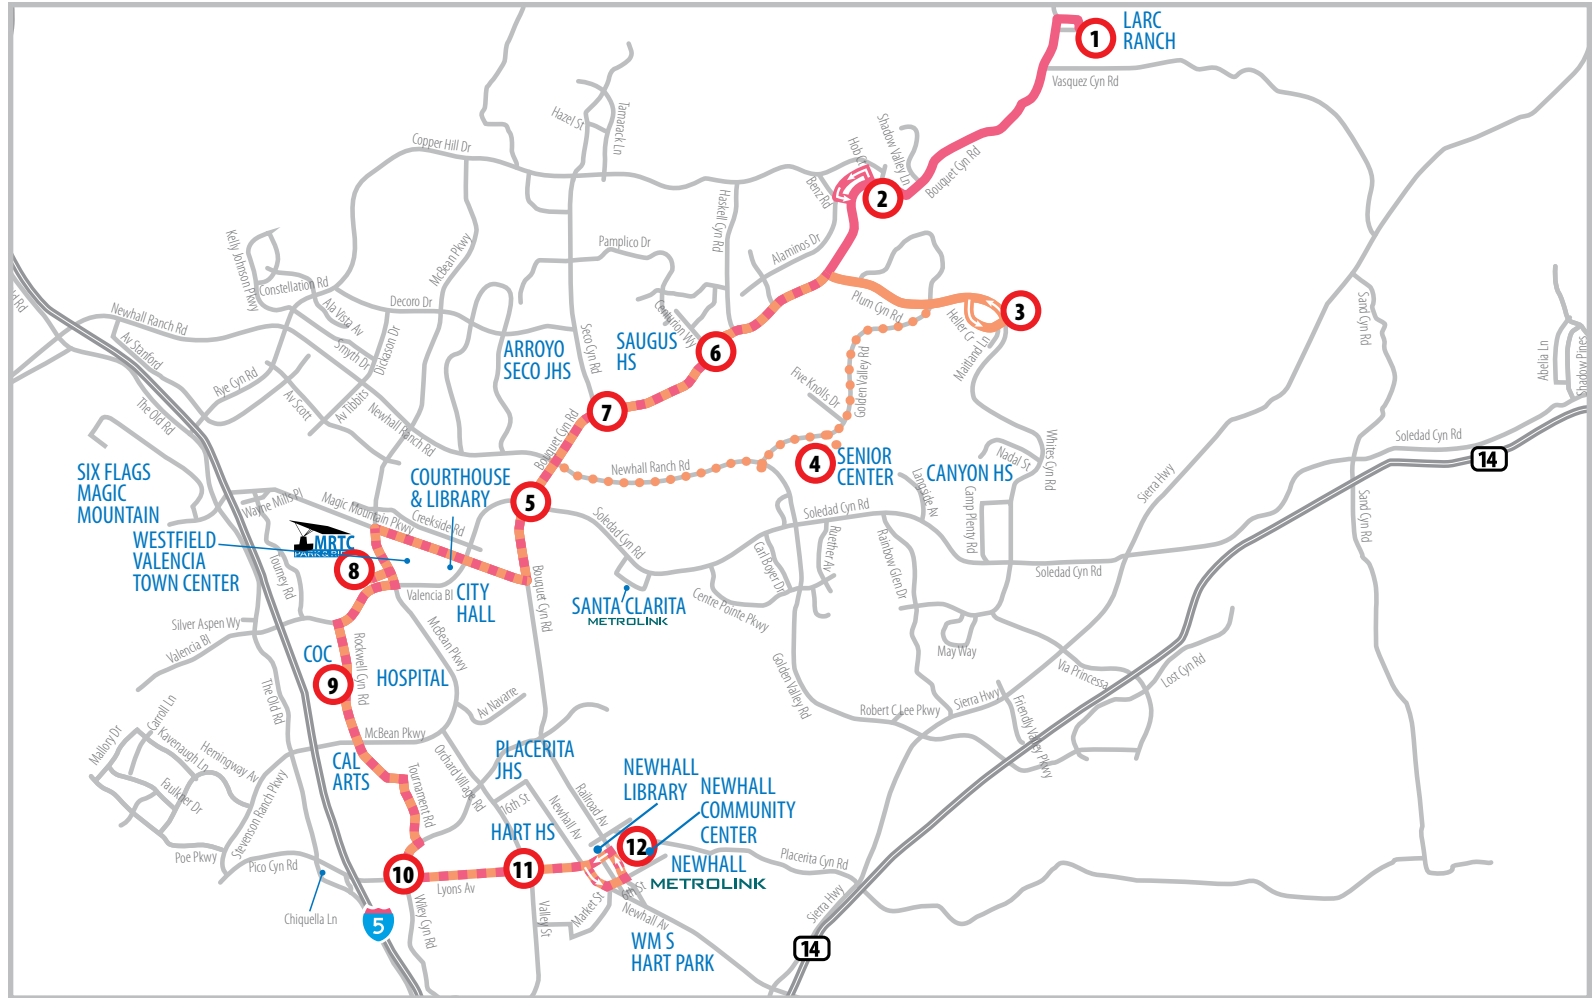 LARC
RANCH
1
Vasquez Cyn Rd
Tamarack Ln
Hazel St
Copper Hill Dr
Shadow Valley Ln
Hob Ct
Benz Rd
2
Bouquet Cyn Rd
Haskell Cyn Rd
Alaminos Dr
Pamplico Dr
Kelly Johnson Pkwy
McBean Pkwy
Constellation Rd
Decoro Dr
Ala Vista Av
Newhall Ranch Rd
Av Stanford
Smyth Dr
Dickason Dr
Centurion Wy
Seco Cyn Rd
Plum Cyn Rd
Heller Cr
3
Maitland Ln
Sand Cyn Rd
Abelia Ln
Shadow Pines
SAUGUS
HS
6
ARROYO
SECO JHS
Golden Valley Rd
Five Knolls Dr
Rye Cyn Rd
Av Scott
Av Tibbits
The Old Rd
Newhall Ranch Rd
7
Bouquet Cyn Rd
Newhall Ranch Rd
4
SENIOR
CENTER
CANYON HS
Nadal St
Whites Cyn Rd
Sierra Hwy
Soledad Cyn Rd
14
SIX FLAGS
MAGIC
MOUNTAIN
COURTHOUSE
& LIBRARY
5
Langside Av
Camp Plenty Rd
Wayne Mills Pl
Magic Mountain Pkwy
Creekside Rd
Soledad Cyn Rd
Soledad Cyn Rd
Sand Cyn Rd
WESTFIELD
VALENCIA
TOWN CENTER
MRTC
PARK & RIDE
8
Tourney Rd
Valencia Bl
CITY
HALL
Bouquet Cyn Rd
SANTA CLARITA
METROLINK
Centre Pointe Pkwy
Carl Boyer Dr
Ruether Av
Rainbow Glen Dr
Soledad Cyn Rd
Silver Aspen Wy
Valencia Bl
COC
9
Rockwell Cyn Rd
HOSPITAL
McBean Pkwy
Av Navarre
May Way
Via Princessa
Lost Cyn Rd
Golden Valley Rd
Robert C Lee Pkwy
Sierra Hwy
Friendly Valley Pkwy
The Old Rd
Carroll Ln
Mallory Dr
Kavenaugh Ln
Hemingway Av
Faulkner Dr
Stevenson Ranch Pkwy
McBean Pkwy
CAL
ARTS
Tournament Rd
Orchard Village Rd
PLACERITA
JHS
16th St
Newhall Av
Railroad Av
NEWHALL
LIBRARY
NEWHALL
COMMUNITY
CENTER
HART HS
12
Poe Pkwy
Pico Cyn Rd
10
Lyons Av
11
NEWHALL
METROLINK
Placerita Cyn Rd
Chiquella Ln
5
Wiley Cyn Rd
Valley St
Market St
Newhall Av
Sierra Hwy
WM S
HART PARK
14